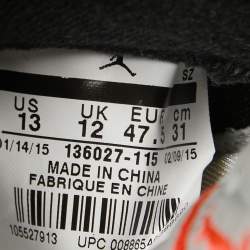 SZ
US UK EU cm
13 12 47.5 31
01/14/15 136027-115 02/09/15
MADE IN CHINA
FABRIQUE EN CHINE
105527913
UPC 008865